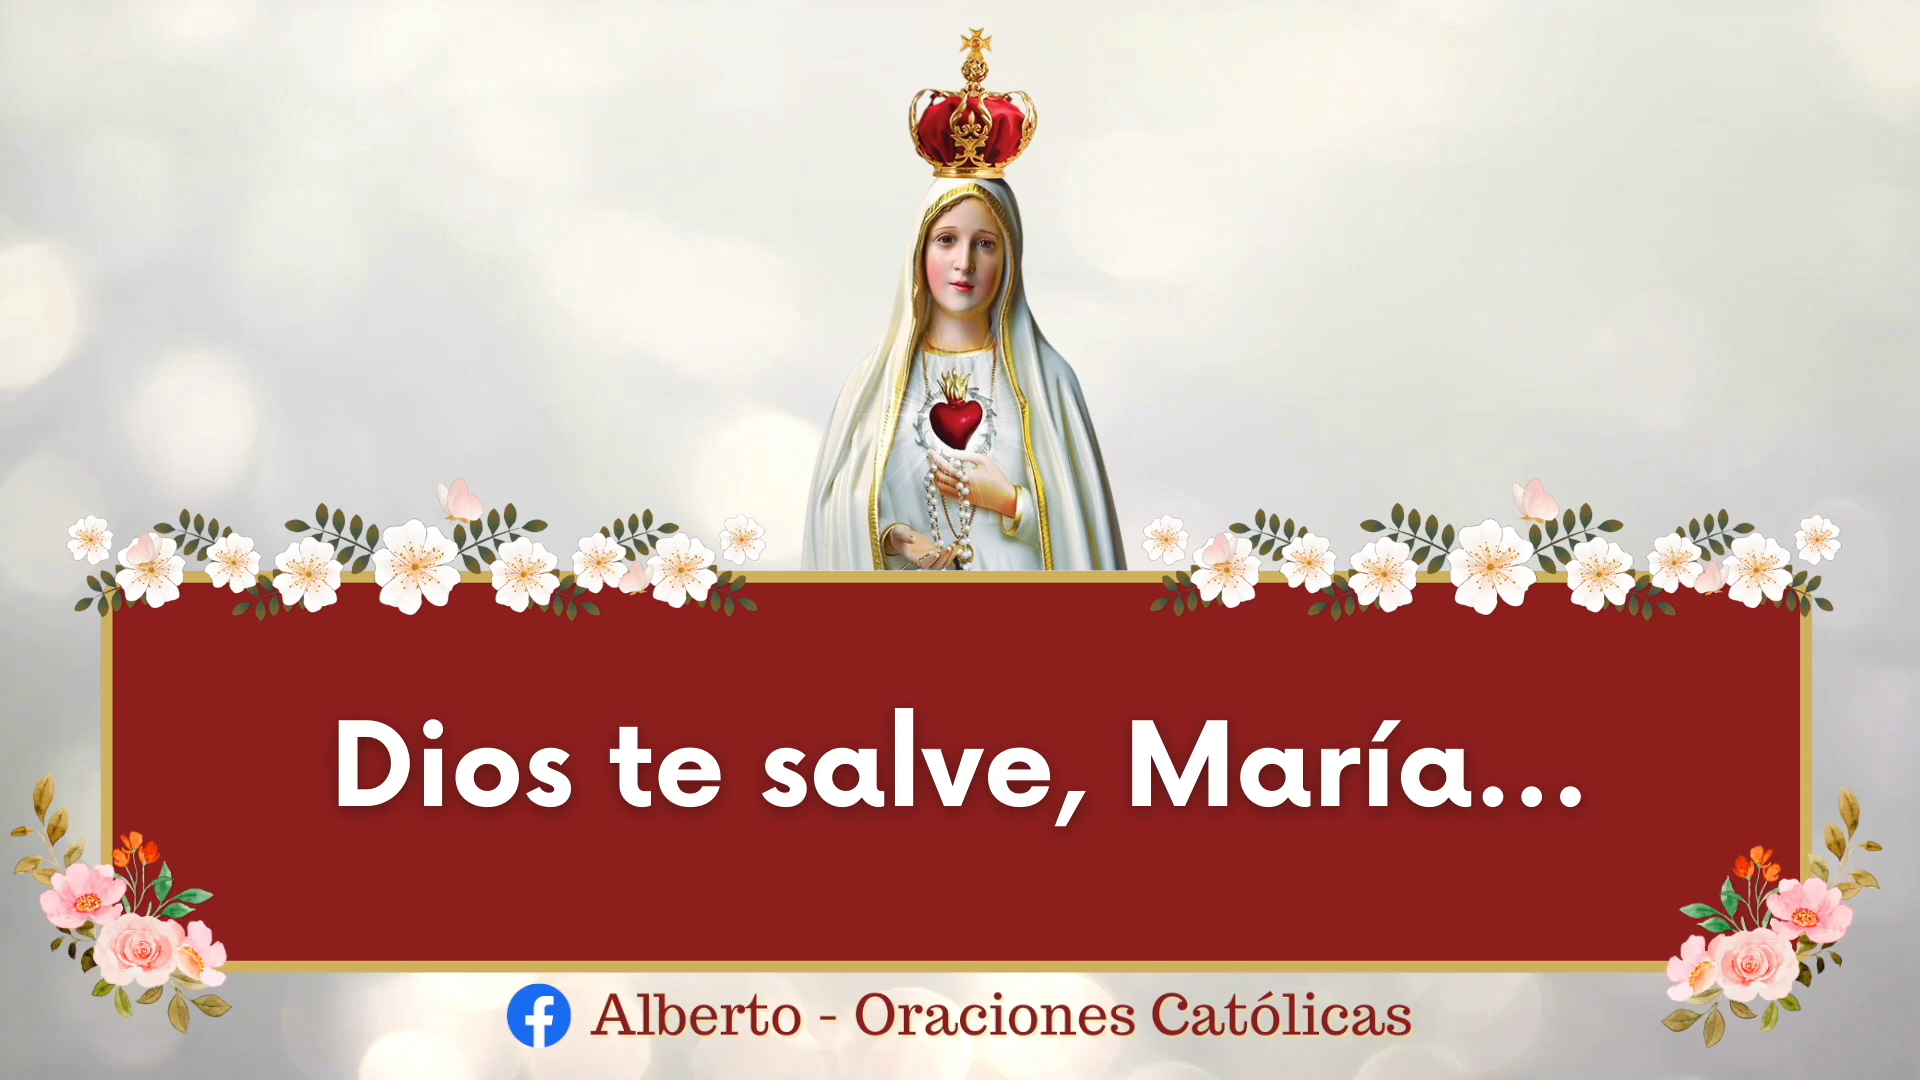 Dios te salve, María...
Alberto - Oraciones Católicas